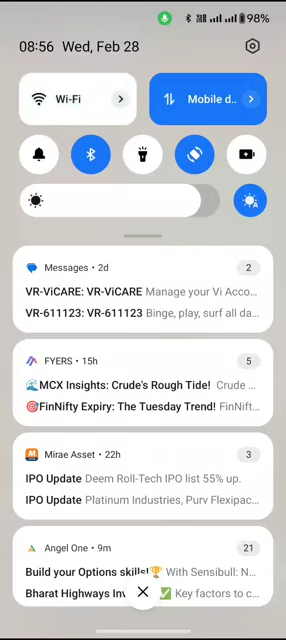 98%
08:56 Wed, Feb 28
Wi-Fi
Mobile d..
A
Messages • 2d
2
VR-ViCARE: VR-ViCARE Manage your Vi Acco...
VR-611123: VR-611123 Binge, play, surf all da...
FYERS • 15h
5
🌊MCX Insights: Crude's Rough Tide! Crude ...
🎯FinNifty Expiry: The Tuesday Trend! FinNift...
Mirae Asset • 22h
3
IPO Update Deem Roll-Tech IPO list 55% up.
IPO Update Platinum Industries, Purv Flexipac...
Angel One • 9m
21
Build your Options skills!🏆 With Sensibull: N...
Bharat Highways Inv ✅ Key factors to c...